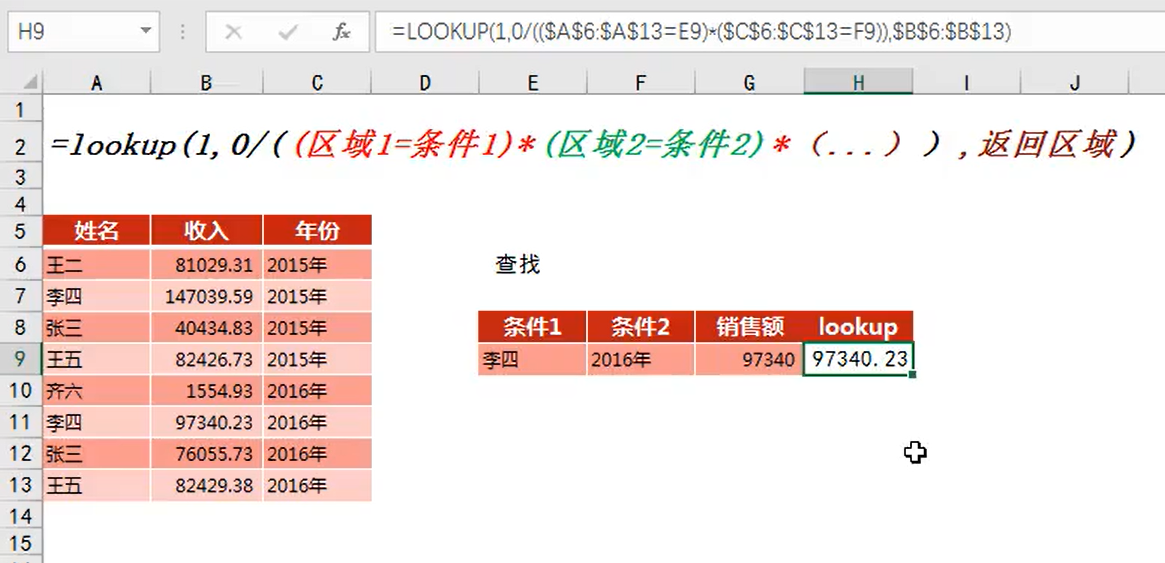 H9 fx =LOOKUP(1,0/(($A$6:$A$13=E9)*($C$6:$C$13=F9)),$B$6:$B$13)
A B C D E F G H I J
1
2 =lookup(1,0/((区域1=条件1)*(区域2=条件2)*(...)),返回区域)
3
4
5 姓名 收入 年份
6 王二 81029.31 2015年 查找
7 李四 147039.59 2015年
8 张三 40434.83 2015年 条件1 条件2 销售额 lookup
9 王五 82426.73 2015年 李四 2016年 97340 97340.23
10 齐六 1554.93 2016年
11 李四 97340.23 2016年
12 张三 76055.73 2016年
13 王五 82429.38 2016年
14
15